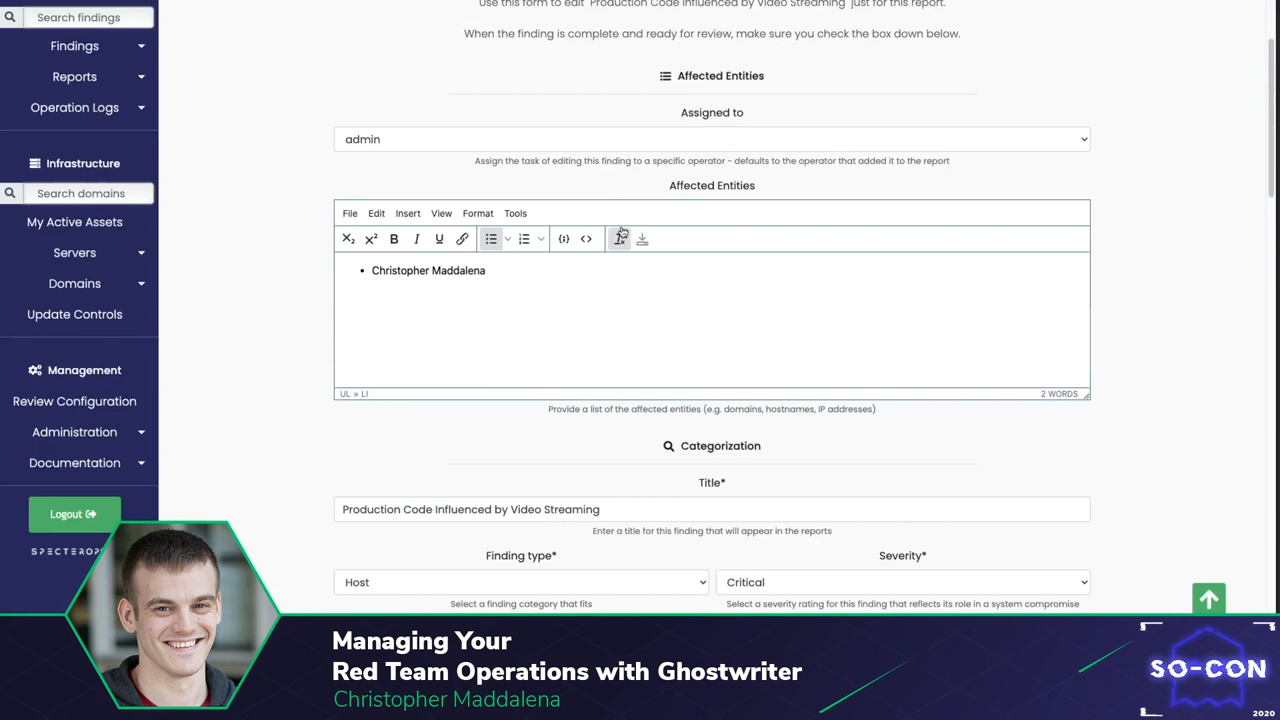 Search findings
Findings
Reports
Operation Logs
Infrastructure
Search domains
My Active Assets
Servers
Domains
Update Controls
Management
Review Configuration
Administration
Documentation
Logout
Use this form to edit "Production Code Influenced by Video Streaming" just for this report.
When the finding is complete and ready for review, make sure you check the box down below.
Affected Entities
Assigned to
admin
Assign the task of editing this finding to a specific operator - defaults to the operator that added it to the report
Affected Entities
File Edit Insert View Format Tools
X₂ X² B I U
• Christopher Maddalena
UL » LI 2 WORDS
Provide a list of the affected entities (e.g. domains, hostnames, IP addresses)
Categorization
Title*
Production Code Influenced by Video Streaming
Enter a title for this finding that will appear in the reports
Finding type* Severity*
Host Critical
Select a finding category that fits Select a severity rating for this finding that reflects its role in a system compromise
Managing Your
Red Team Operations with Ghostwriter
Christopher Maddalena
SO-CON
2020